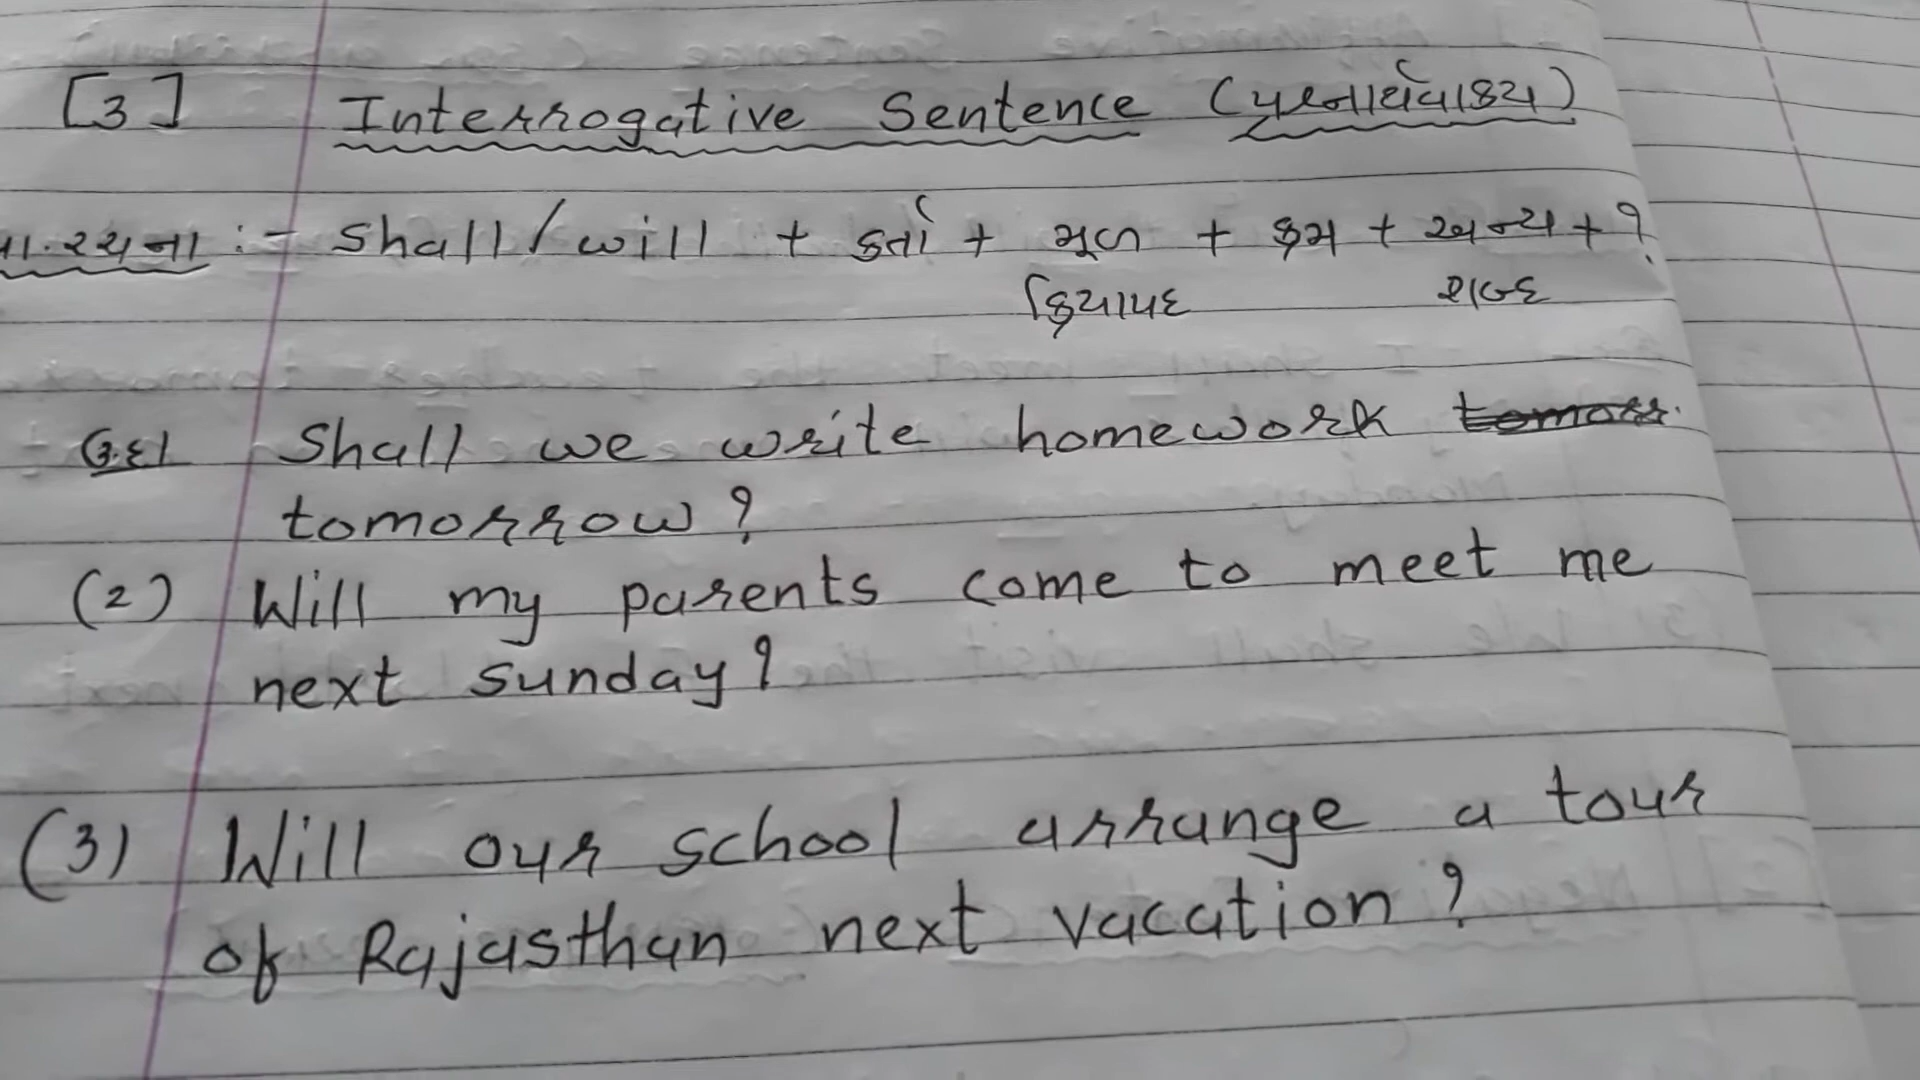 [3] Interrogative Sentence (પ્રશ્નાર્થવાક્ય)
વા.રચના :- shall / will + કર્તા + મૂળ + કર્મ + અન્ય + ?
ક્રિયાપદ શબ્દ
ઉ.દા Shall we write homework
tomorrow ?
(2) Will my parents come to meet me
next sunday ?
(3) Will our school arrange a tour
of Rajasthan next vacation ?